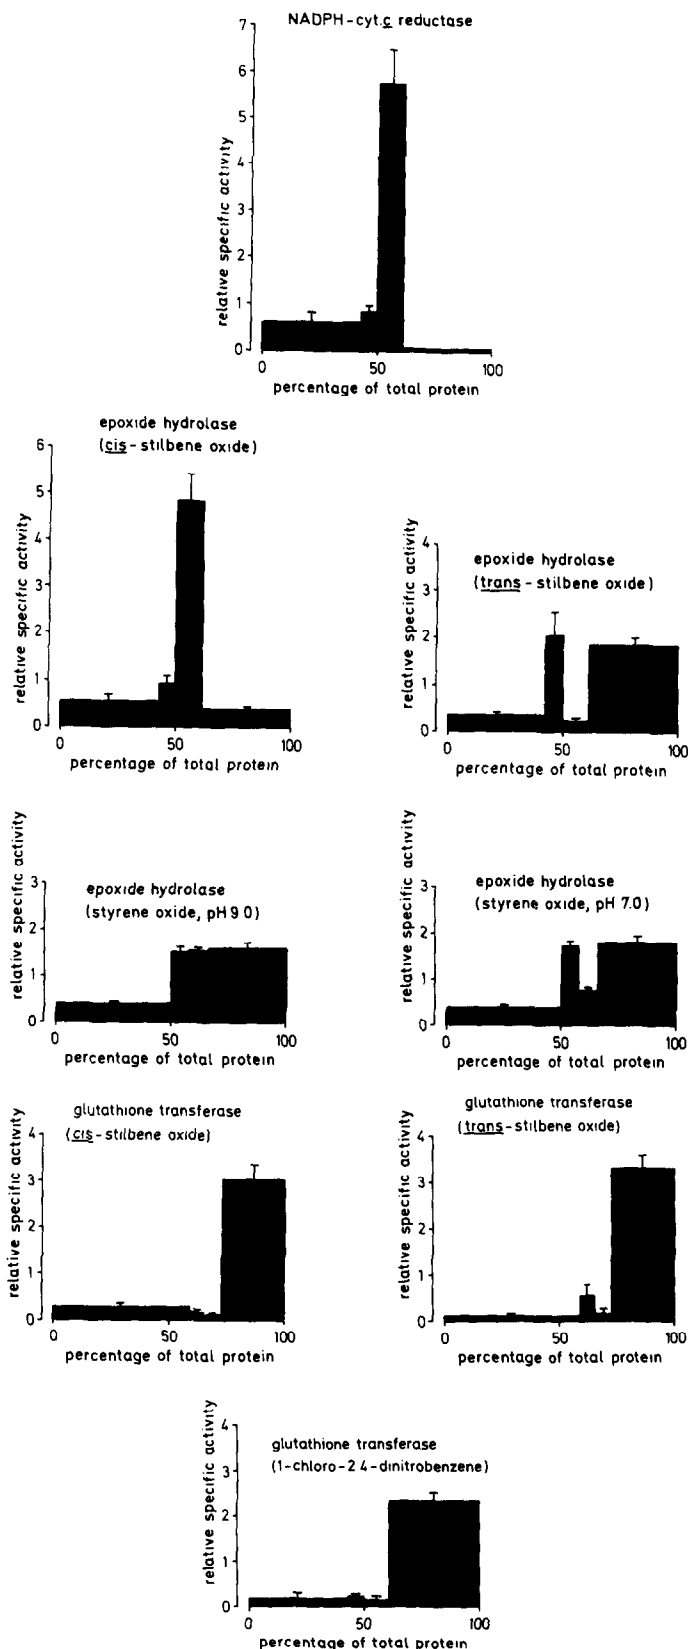 NADPH-cyt.c reductase
7
6
5
4
3
2
1
0
relative specific activity
0 50 100
percentage of total protein
epoxide hydrolase
(cis-stilbene oxide)
6
5
4
3
2
1
0
relative specific activity
0 50 100
percentage of total protein
epoxide hydrolase
(trans-stilbene oxide)
4
3
2
1
0
relative specific activity
0 50 100
percentage of total protein
epoxide hydrolase
(styrene oxide, pH 9 0)
3
2
1
0
relative specific activity
0 50 100
percentage of total protein
epoxide hydrolase
(styrene oxide, pH 7.0)
3
2
1
0
relative specific activity
0 50 100
percentage of total protein
glutathione transferase
(cis-stilbene oxide)
4
3
2
1
0
relative specific activity
0 50 100
percentage of total protein
glutathione transferase
(trans-stilbene oxide)
4
3
2
1
0
relative specific activity
0 50 100
percentage of total protein
glutathione transferase
(1-chloro-2 4-dinitrobenzene)
4
3
2
1
0
relative specific activity
0 50 100
percentage of total protein